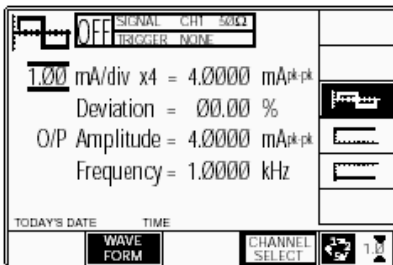 OFF SIGNAL CH1 50Ω
TRIGGER NONE
1.00 mA/div x4 = 4.0000 mApk-pk
Deviation = 00.00 %
O/P Amplitude = 4.0000 mApk-pk
Frequency = 1.0000 kHz
TODAY'S DATE TIME
WAVE FORM
CHANNEL SELECT
1.0